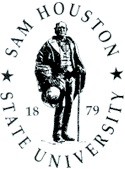 ★ SAM HOUSTON ★
18 79
STATE UNIVERSITY